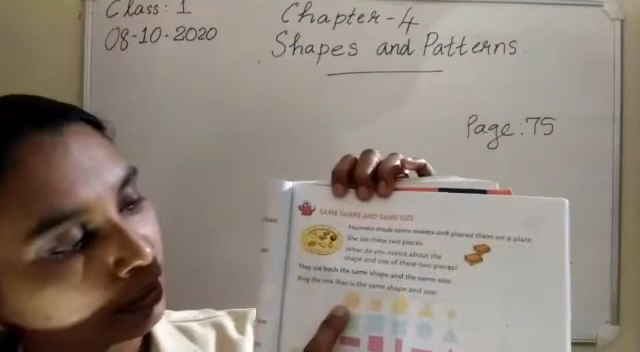 Class: 1
08-10-2020
Chapter-4
Shapes and Patterns.
Page: 75
SAME SHAPE AND SAME SIZE
made some sweets and placed them on a plate.
She ate these two pieces.
What do you notice about the
shape and size of these two pieces?
They are both the same shape and the same size.
Ring the one that is the same shape and size.